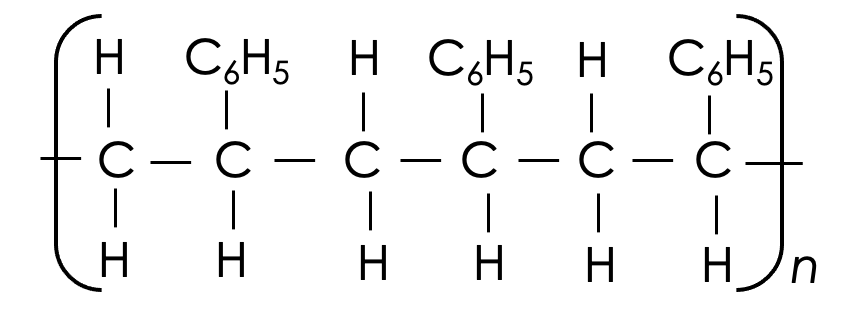 H C₆H₅ H C₆H₅ H C₆H₅
C C C C C C
H H H H H H n